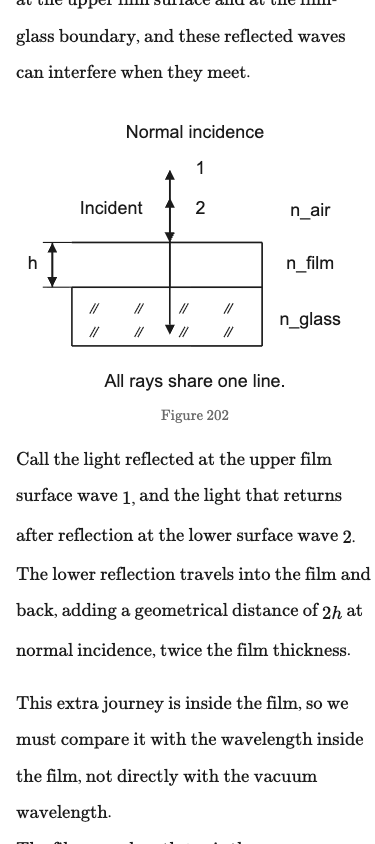 glass boundary, and these reflected waves
can interfere when they meet.
Normal incidence
1
Incident
2
n_air
h
n_film
n_glass
All rays share one line.
Figure 202
Call the light reflected at the upper film
surface wave 1, and the light that returns
after reflection at the lower surface wave 2.
The lower reflection travels into the film and
back, adding a geometrical distance of 2h at
normal incidence, twice the film thickness.
This extra journey is inside the film, so we
must compare it with the wavelength inside
the film, not directly with the vacuum
wavelength.